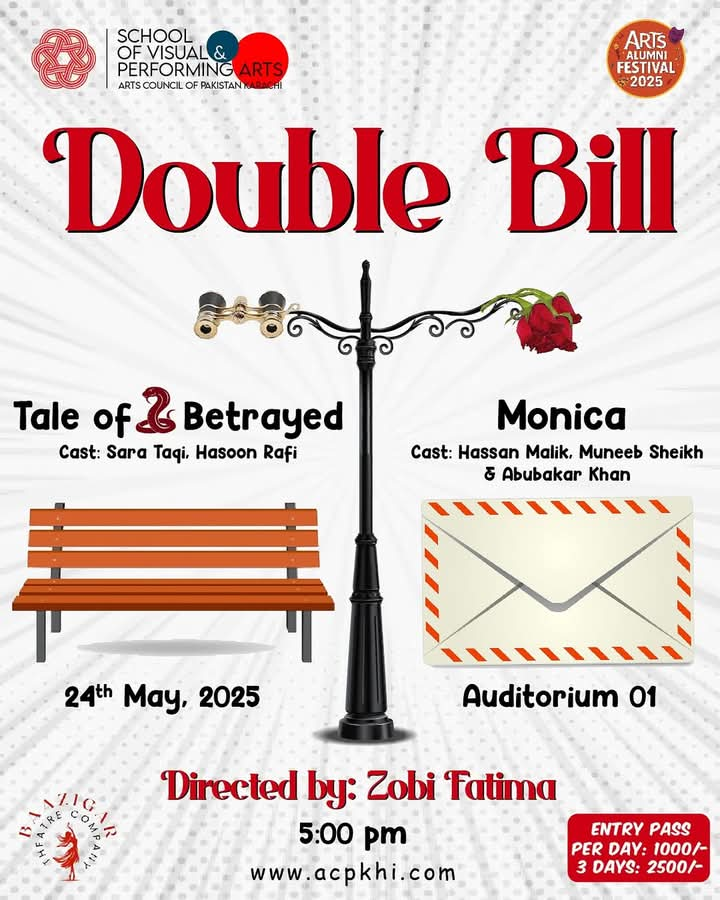 SCHOOL
OF VISUAL &
PERFORMING ARTS
ARTS COUNCIL OF PAKISTAN KARACHI
ARTS
ALUMNI
FESTIVAL
2025
Double Bill
Tale of Betrayed
Cast: Sara Taqi, Hasoon Rafi
Monica
Cast: Hassan Malik, Muneeb Sheikh
& Abubakar Khan
24th May, 2025
Auditorium 01
Directed by: Zobi Fatima
5:00 pm
www.acpkhi.com
BAAZIGAR
THEATRE COMPANY
ENTRY PASS
PER DAY: 1000/-
3 DAYS: 2500/-